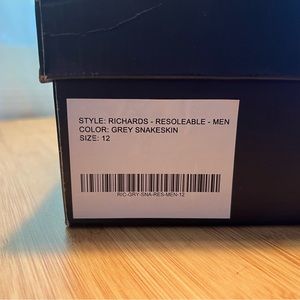 STYLE: RICHARDS - RESOLEABLE - MEN
COLOR: GREY SNAKESKIN
SIZE: 12
RIC-GRY-SNA-RES-MEN-12